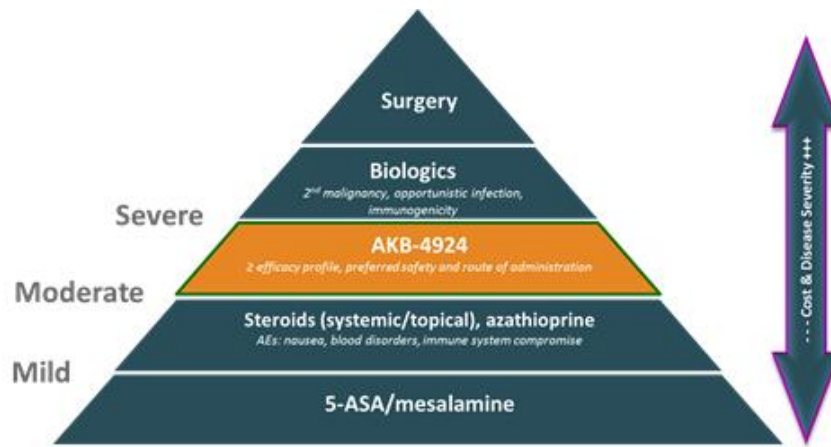 Surgery
Biologics
2nd malignancy, opportunistic infection,
immunogenicity
Severe
AKB-4924
2 efficacy profile, preferred safety and route of administration
Moderate
Steroids (systemic/topical), azathioprine
AEs: nausea, blood disorders, immune system compromise
Mild
5-ASA/mesalamine
- - - Cost & Disease Severity +++